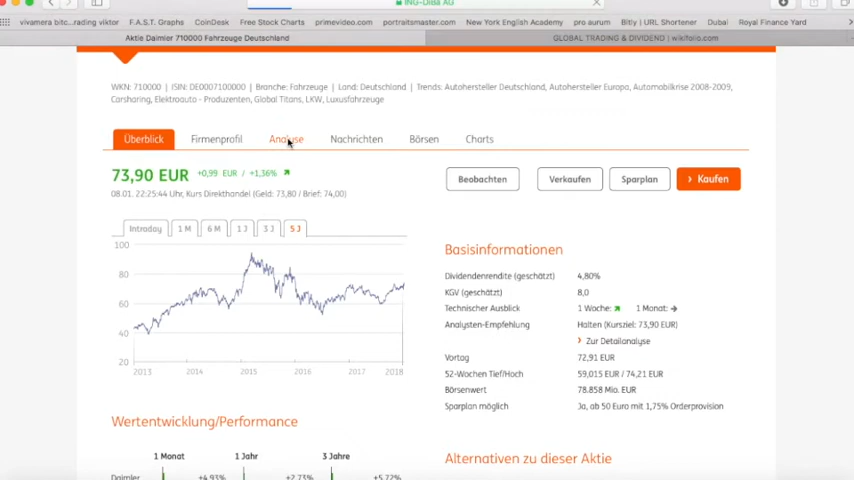 ING-DiBa AG
vivamera bitc..rading viktor F.A.S.T. Graphs CoinDesk Free Stock Charts primevideo.com portraitsmaster.com New York English Academy pro aurum Bitly | URL Shortener Dubai Royal Finance Yard
Aktie Daimler 710000 Fahrzeuge Deutschland GLOBAL TRADING & DIVIDEND | wikifolio.com
WKN: 710000 | ISIN: DE0007100000 | Branche: Fahrzeuge | Land: Deutschland | Trends: Autohersteller Deutschland, Autohersteller Europa, Automobilkrise 2008-2009,
Carsharing, Elektroauto - Produzenten, Global Titans, LKW, Luxusfahrzeuge
Überblick Firmenprofil Analyse Nachrichten Börsen Charts
73,90 EUR +0,99 EUR / +1,36%
08.01. 22:25:44 Uhr, Kurs Direkthandel (Geld: 73,80 / Brief: 74,00)
Beobachten Verkaufen Sparplan › Kaufen
Intraday 1 M 6 M 1 J 3 J 5 J
100
80
60
40
20
2013 2014 2015 2016 2017 2018
Basisinformationen
Dividendenrendite (geschätzt) 4,80%
KGV (geschätzt) 8,0
Technischer Ausblick 1 Woche: 1 Monat:
Analysten-Empfehlung Halten (Kursziel: 73,90 EUR)
› Zur Detailanalyse
Vortag 72,91 EUR
52-Wochen Tief/Hoch 59,015 EUR / 74,21 EUR
Börsenwert 78.858 Mio. EUR
Sparplan möglich Ja, ab 50 Euro mit 1,75% Orderprovision
Wertentwicklung/Performance
1 Monat 1 Jahr 3 Jahre
Daimler +4,93% +2,73% +5,72%
Alternativen zu dieser Aktie